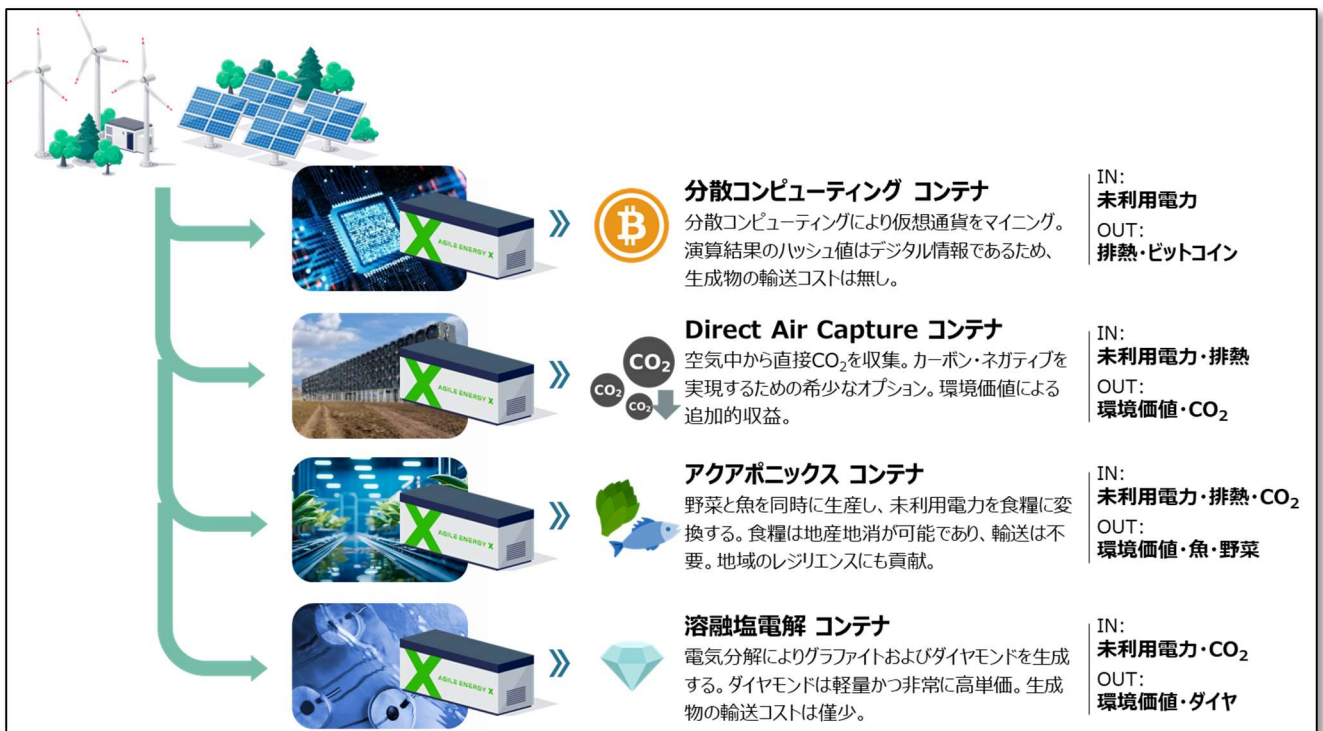 AGILE ENERGY X
分散コンピューティング コンテナ
分散コンピューティングにより仮想通貨をマイニング。
演算結果のハッシュ値はデジタル情報であるため、
生成物の輸送コストは無し。
IN:
未利用電力
OUT:
排熱・ビットコイン
AGILE ENERGY X
CO₂
CO₂
CO₂
Direct Air Capture コンテナ
空気中から直接CO₂を収集。カーボン・ネガティブを
実現するための希少なオプション。環境価値による
追加的収益。
IN:
未利用電力・排熱
OUT:
環境価値・CO₂
AGILE ENERGY X
アクアポニックス コンテナ
野菜と魚を同時に生産し、未利用電力を食糧に変
換する。食糧は地産地消が可能であり、輸送は不
要。地域のレジリエンスにも貢献。
IN:
未利用電力・排熱・CO₂
OUT:
環境価値・魚・野菜
AGILE ENERGY X
溶融塩電解 コンテナ
電気分解によりグラファイトおよびダイヤモンドを生成
する。ダイヤモンドは軽量かつ非常に高単価。生成
物の輸送コストは僅少。
IN:
未利用電力・CO₂
OUT:
環境価値・ダイヤ